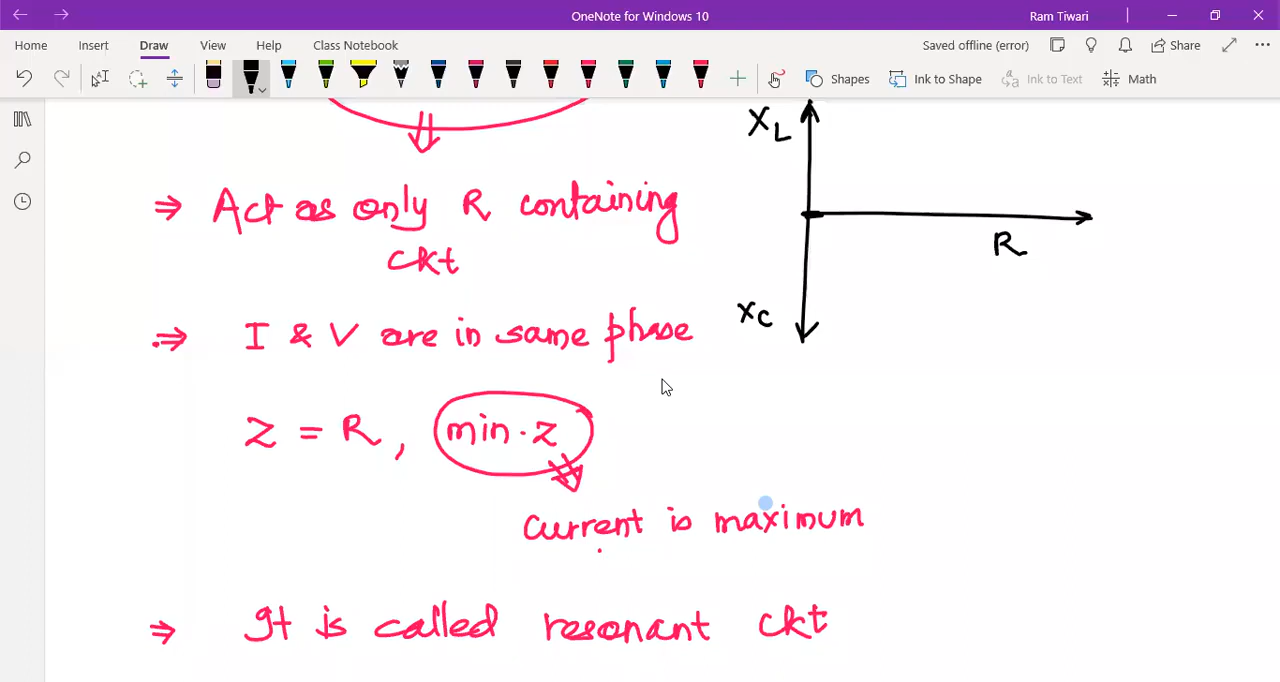 OneNote for Windows 10
Ram Tiwari
Home Insert Draw View Help Class Notebook
Saved offline (error)
Share
Shapes
Ink to Shape
Ink to Text
Math
⇒ Act as only R containing
ckt
⇒ I & V are in same phase
Z = R, min. Z
current is maximum
⇒ It is called resonant ckt
XL
R
XC